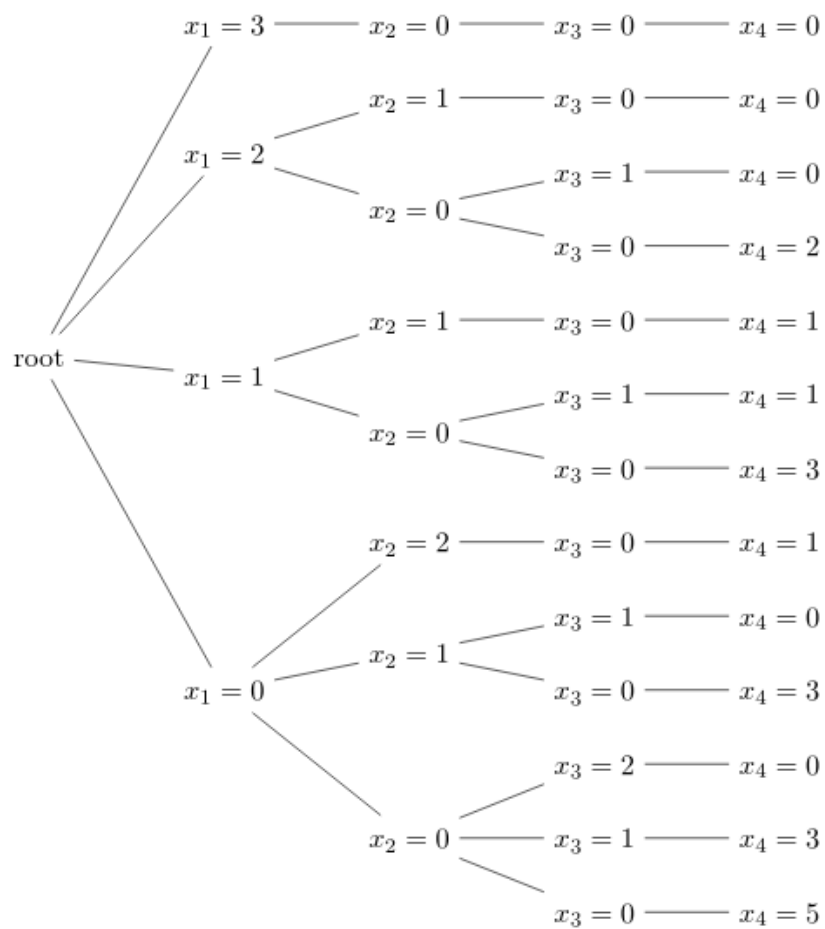 x₁ = 3 x₂ = 0 x₃ = 0 x₄ = 0
x₂ = 1 x₃ = 0 x₄ = 0
x₁ = 2
x₃ = 1 x₄ = 0
x₂ = 0
x₃ = 0 x₄ = 2
x₂ = 1 x₃ = 0 x₄ = 1
root
x₁ = 1
x₃ = 1 x₄ = 1
x₂ = 0
x₃ = 0 x₄ = 3
x₂ = 2 x₃ = 0 x₄ = 1
x₃ = 1 x₄ = 0
x₂ = 1
x₁ = 0
x₃ = 0 x₄ = 3
x₃ = 2 x₄ = 0
x₂ = 0 x₃ = 1 x₄ = 3
x₃ = 0 x₄ = 5